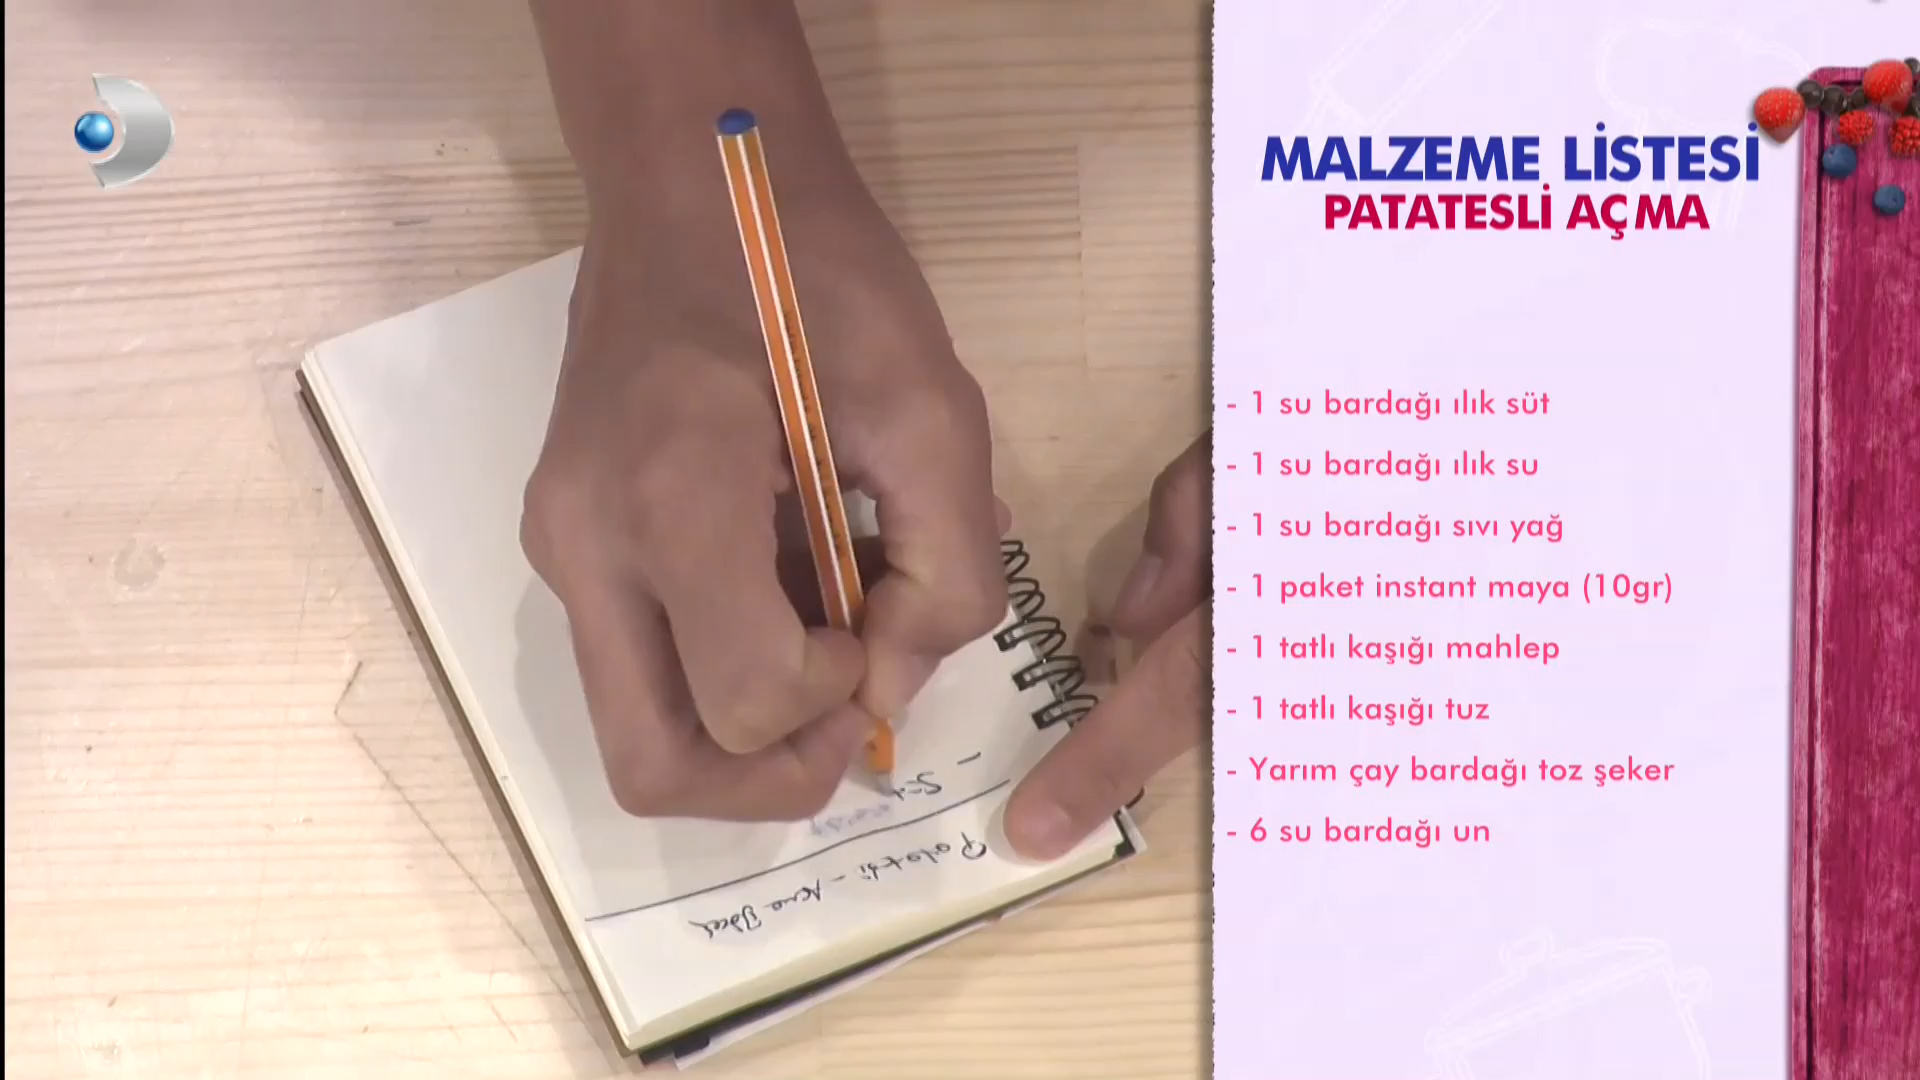 MALZEME LİSTESİ
PATATESLİ AÇMA
- 1 su bardağı ılık süt
- 1 su bardağı ılık su
- 1 su bardağı sıvı yağ
- 1 paket instant maya (10gr)
- 1 tatlı kaşığı mahlep
- 1 tatlı kaşığı tuz
- Yarım çay bardağı toz şeker
- 6 su bardağı un